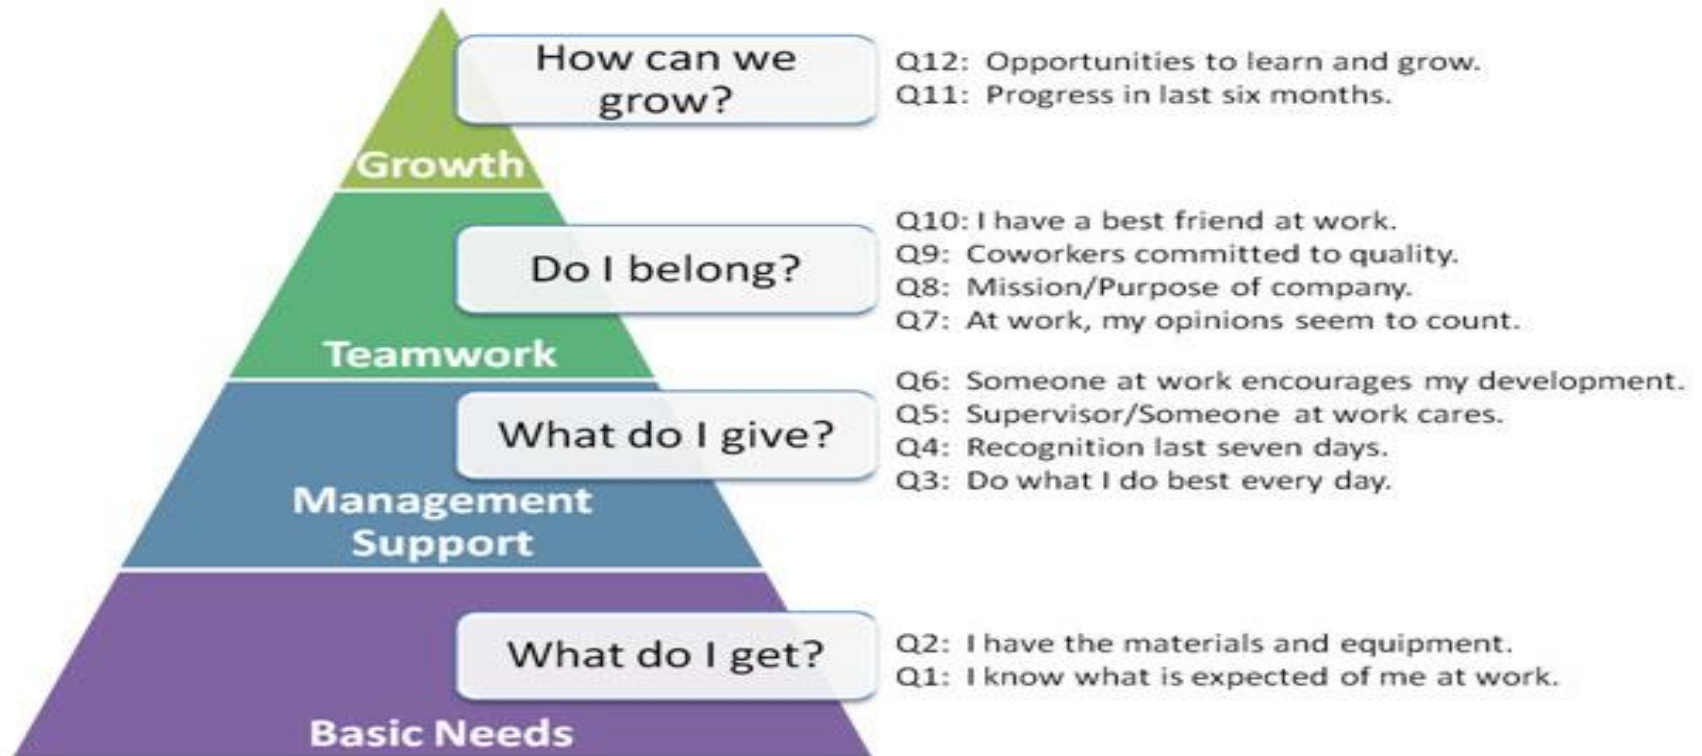 How can we
grow?
Q12: Opportunities to learn and grow.
Q11: Progress in last six months.
Growth
Do I belong?
Q10: I have a best friend at work.
Q9: Coworkers committed to quality.
Q8: Mission/Purpose of company.
Q7: At work, my opinions seem to count.
Teamwork
What do I give?
Q6: Someone at work encourages my development.
Q5: Supervisor/Someone at work cares.
Q4: Recognition last seven days.
Q3: Do what I do best every day.
Management
Support
What do I get?
Q2: I have the materials and equipment.
Q1: I know what is expected of me at work.
Basic Needs